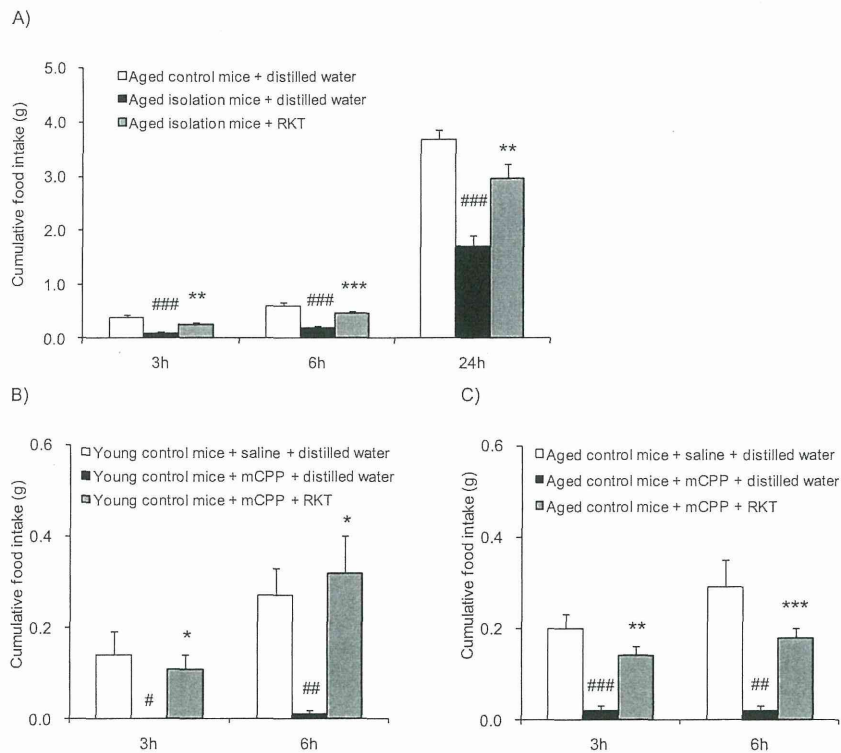 A)
Cumulative food intake (g)
5.0
4.0
3.0
2.0
1.0
0.0
Aged control mice + distilled water
Aged isolation mice + distilled water
Aged isolation mice + RKT
###
**
###
***
###
**
3h
6h
24h
B)
Cumulative food intake (g)
0.6
0.4
0.2
0.0
Young control mice + saline + distilled water
Young control mice + mCPP + distilled water
Young control mice + mCPP + RKT
#
*
##
*
3h
6h
C)
Cumulative food intake (g)
0.6
0.4
0.2
0.0
Aged control mice + saline + distilled water
Aged control mice + mCPP + distilled water
Aged control mice + mCPP + RKT
###
**
##
***
3h
6h